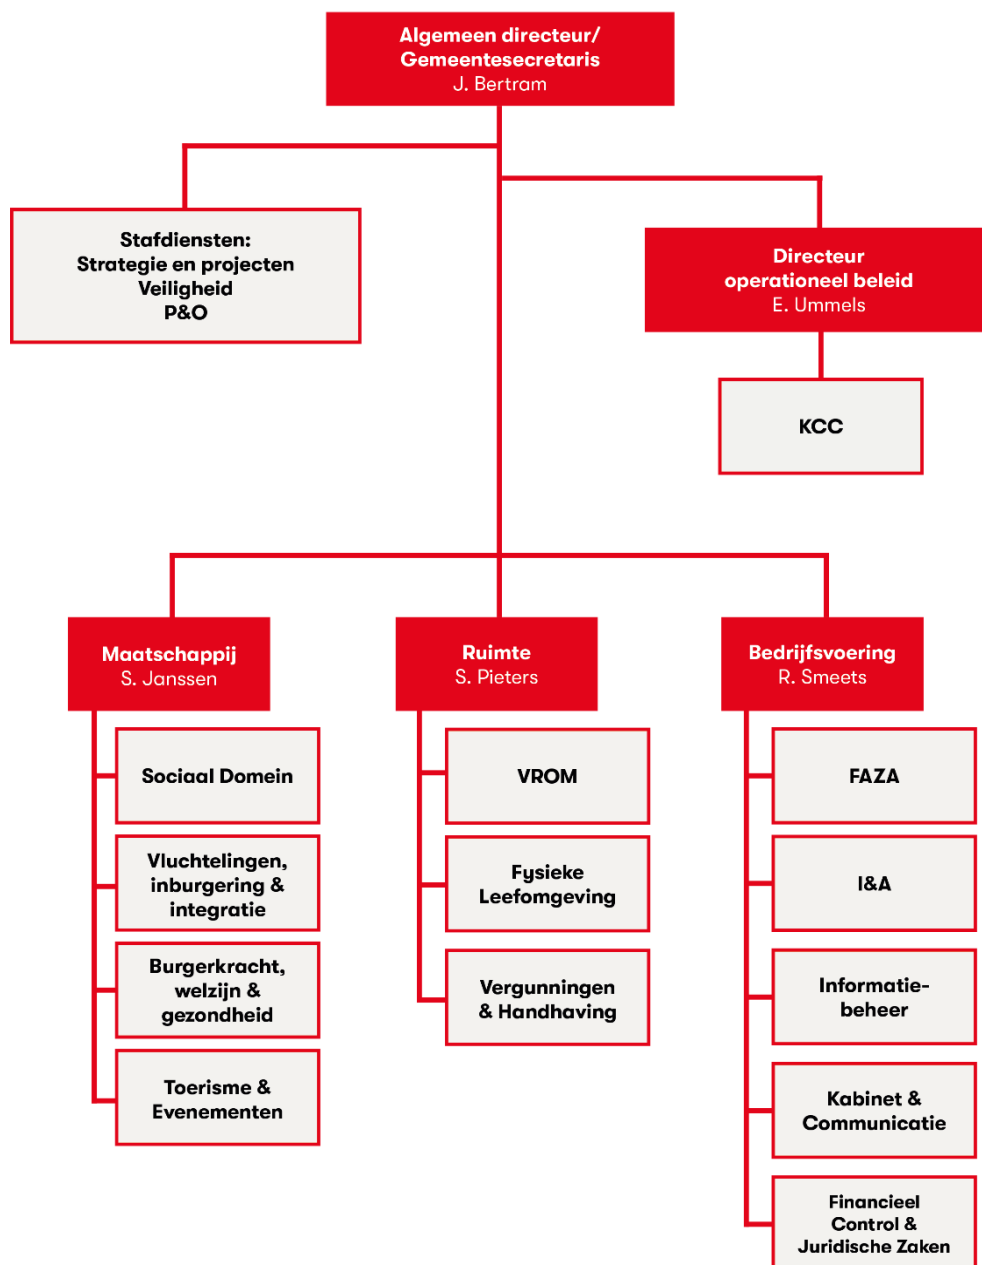 Algemeen directeur/
Gemeentesecretaris
J. Bertram
Stafdiensten:
Strategie en projecten
Veiligheid
P&O
Directeur
operationeel beleid
E. Ummels
KCC
Maatschappij
S. Janssen
Sociaal Domein
Vluchtelingen,
inburgering &
integratie
Burgerkracht,
welzijn &
gezondheid
Toerisme &
Evenementen
Ruimte
S. Pieters
VROM
Fysieke
Leefomgeving
Vergunningen
& Handhaving
Bedrijfsvoering
R. Smeets
FAZA
I&A
Informatie-
beheer
Kabinet &
Communicatie
Financieel
Control &
Juridische Zaken